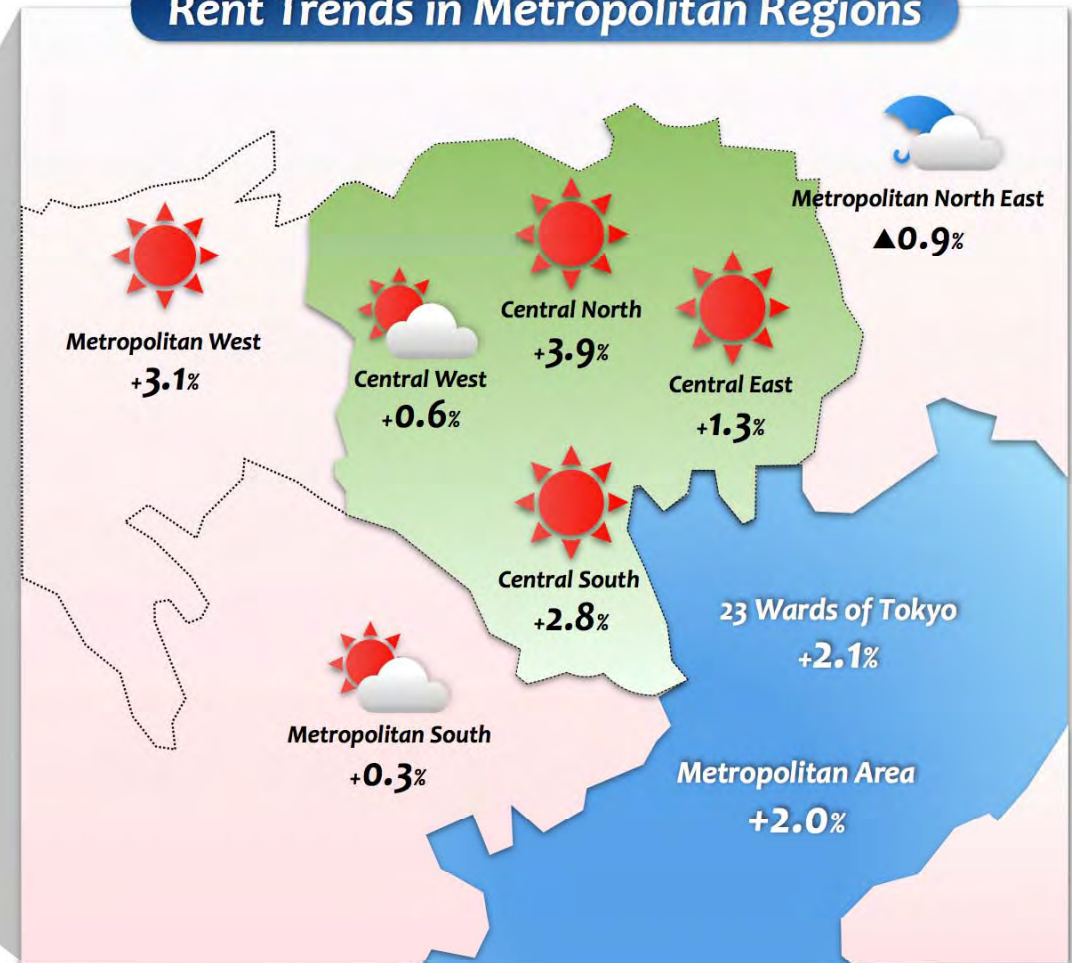 Rent Trends in Metropolitan Regions
Metropolitan North East
▲0.9%
Metropolitan West
+3.1%
Central North
+3.9%
Central West
+0.6%
Central East
+1.3%
Central South
+2.8%
23 Wards of Tokyo
+2.1%
Metropolitan South
+0.3%
Metropolitan Area
+2.0%